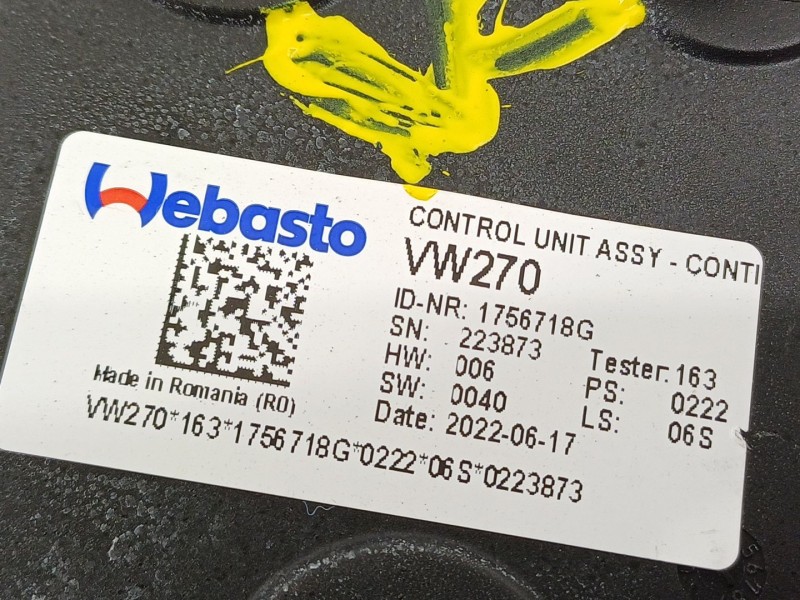 Webasto
CONTROL UNIT ASSY - CONTI
VW270
ID-NR: 1756718G
SN: 223873 Tester: 163
HW: 006 PS: 0222
SW: 0040 LS: 06S
Date: 2022-06-17
Made in Romania (RO)
VW270*163*1756718G*0222*06S*0223873